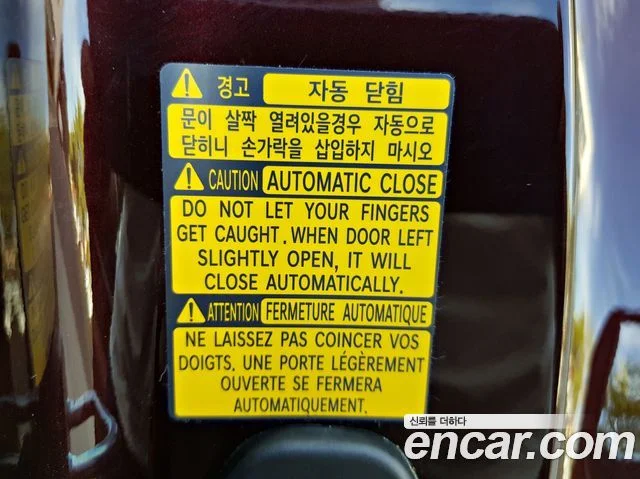 경고 자동 닫힘
문이 살짝 열려있을경우 자동으로
닫히니 손가락을 삽입하지 마시오
CAUTION AUTOMATIC CLOSE
DO NOT LET YOUR FINGERS
GET CAUGHT. WHEN DOOR LEFT
SLIGHTLY OPEN, IT WILL
CLOSE AUTOMATICALLY.
ATTENTION FERMETURE AUTOMATIQUE
NE LAISSEZ PAS COINCER VOS
DOIGTS. UNE PORTE LÉGÈREMENT
OUVERTE SE FERMERA
AUTOMATIQUEMENT.
신뢰를 더하다
encar.com